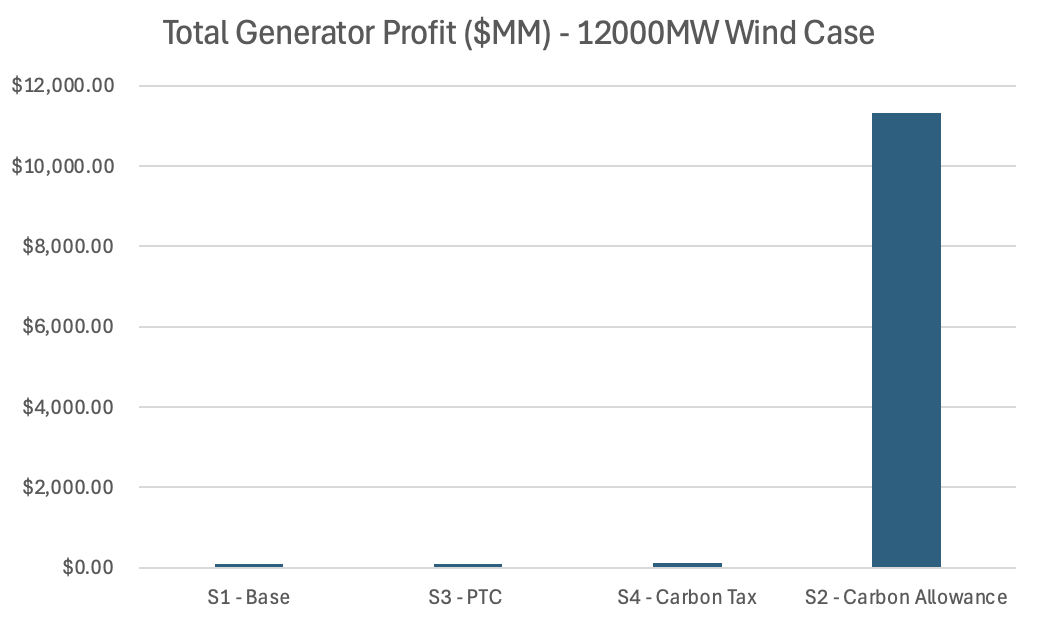 Total Generator Profit ($MM) - 12000MW Wind Case
$12,000.00
$10,000.00
$8,000.00
$6,000.00
$4,000.00
$2,000.00
$0.00
S1 - Base
S3 - PTC
S4 - Carbon Tax
S2 - Carbon Allowance